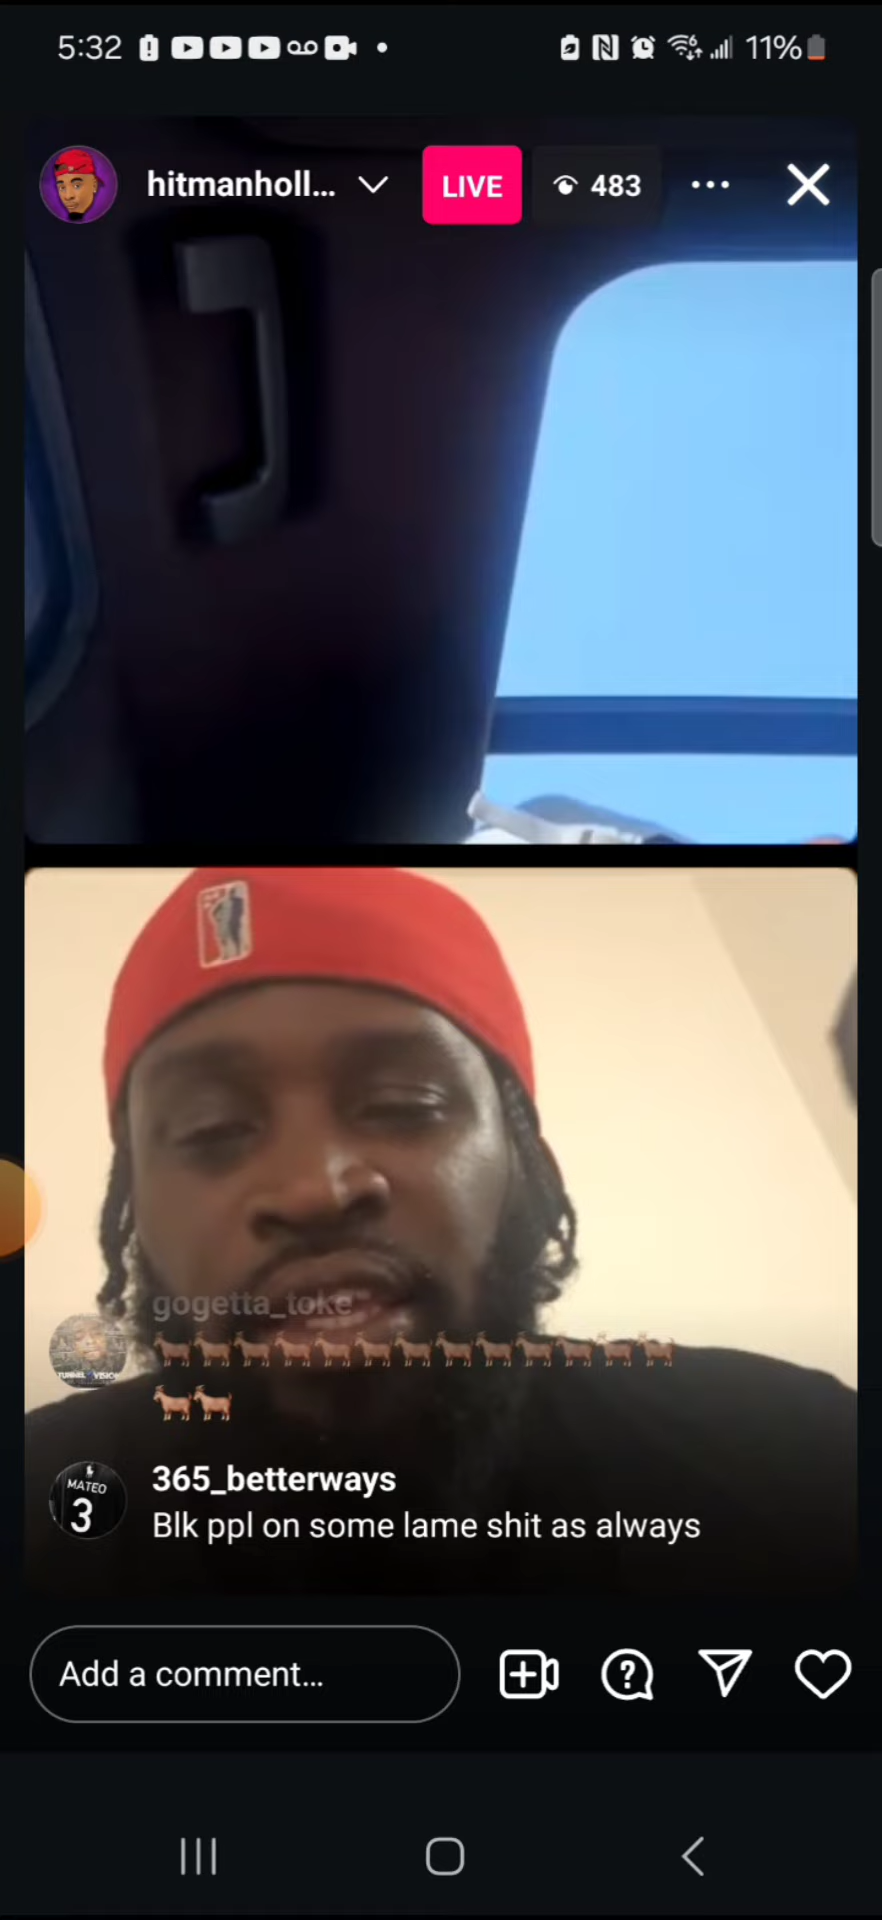 5:32
11%
hitmanholl...
LIVE
483
gogetta_toke
🐐🐐🐐🐐🐐🐐🐐🐐🐐🐐🐐🐐🐐
🐐🐐
MATEO
3
365_betterways
Blk ppl on some lame shit as always
Add a comment...